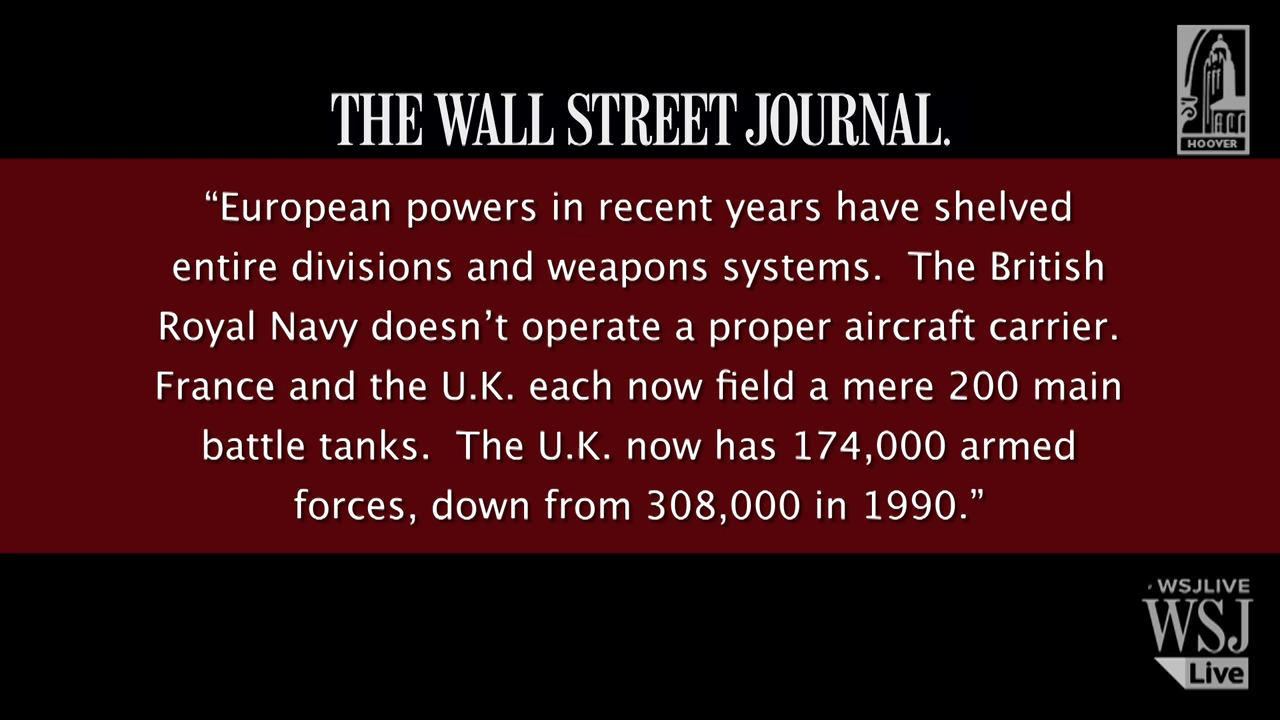 HOOVER
THE WALL STREET JOURNAL.
“European powers in recent years have shelved
entire divisions and weapons systems.  The British
Royal Navy doesn’t operate a proper aircraft carrier.
France and the U.K. each now field a mere 200 main
battle tanks.  The U.K. now has 174,000 armed
forces, down from 308,000 in 1990.”
WSJLIVE
WSJ
Live